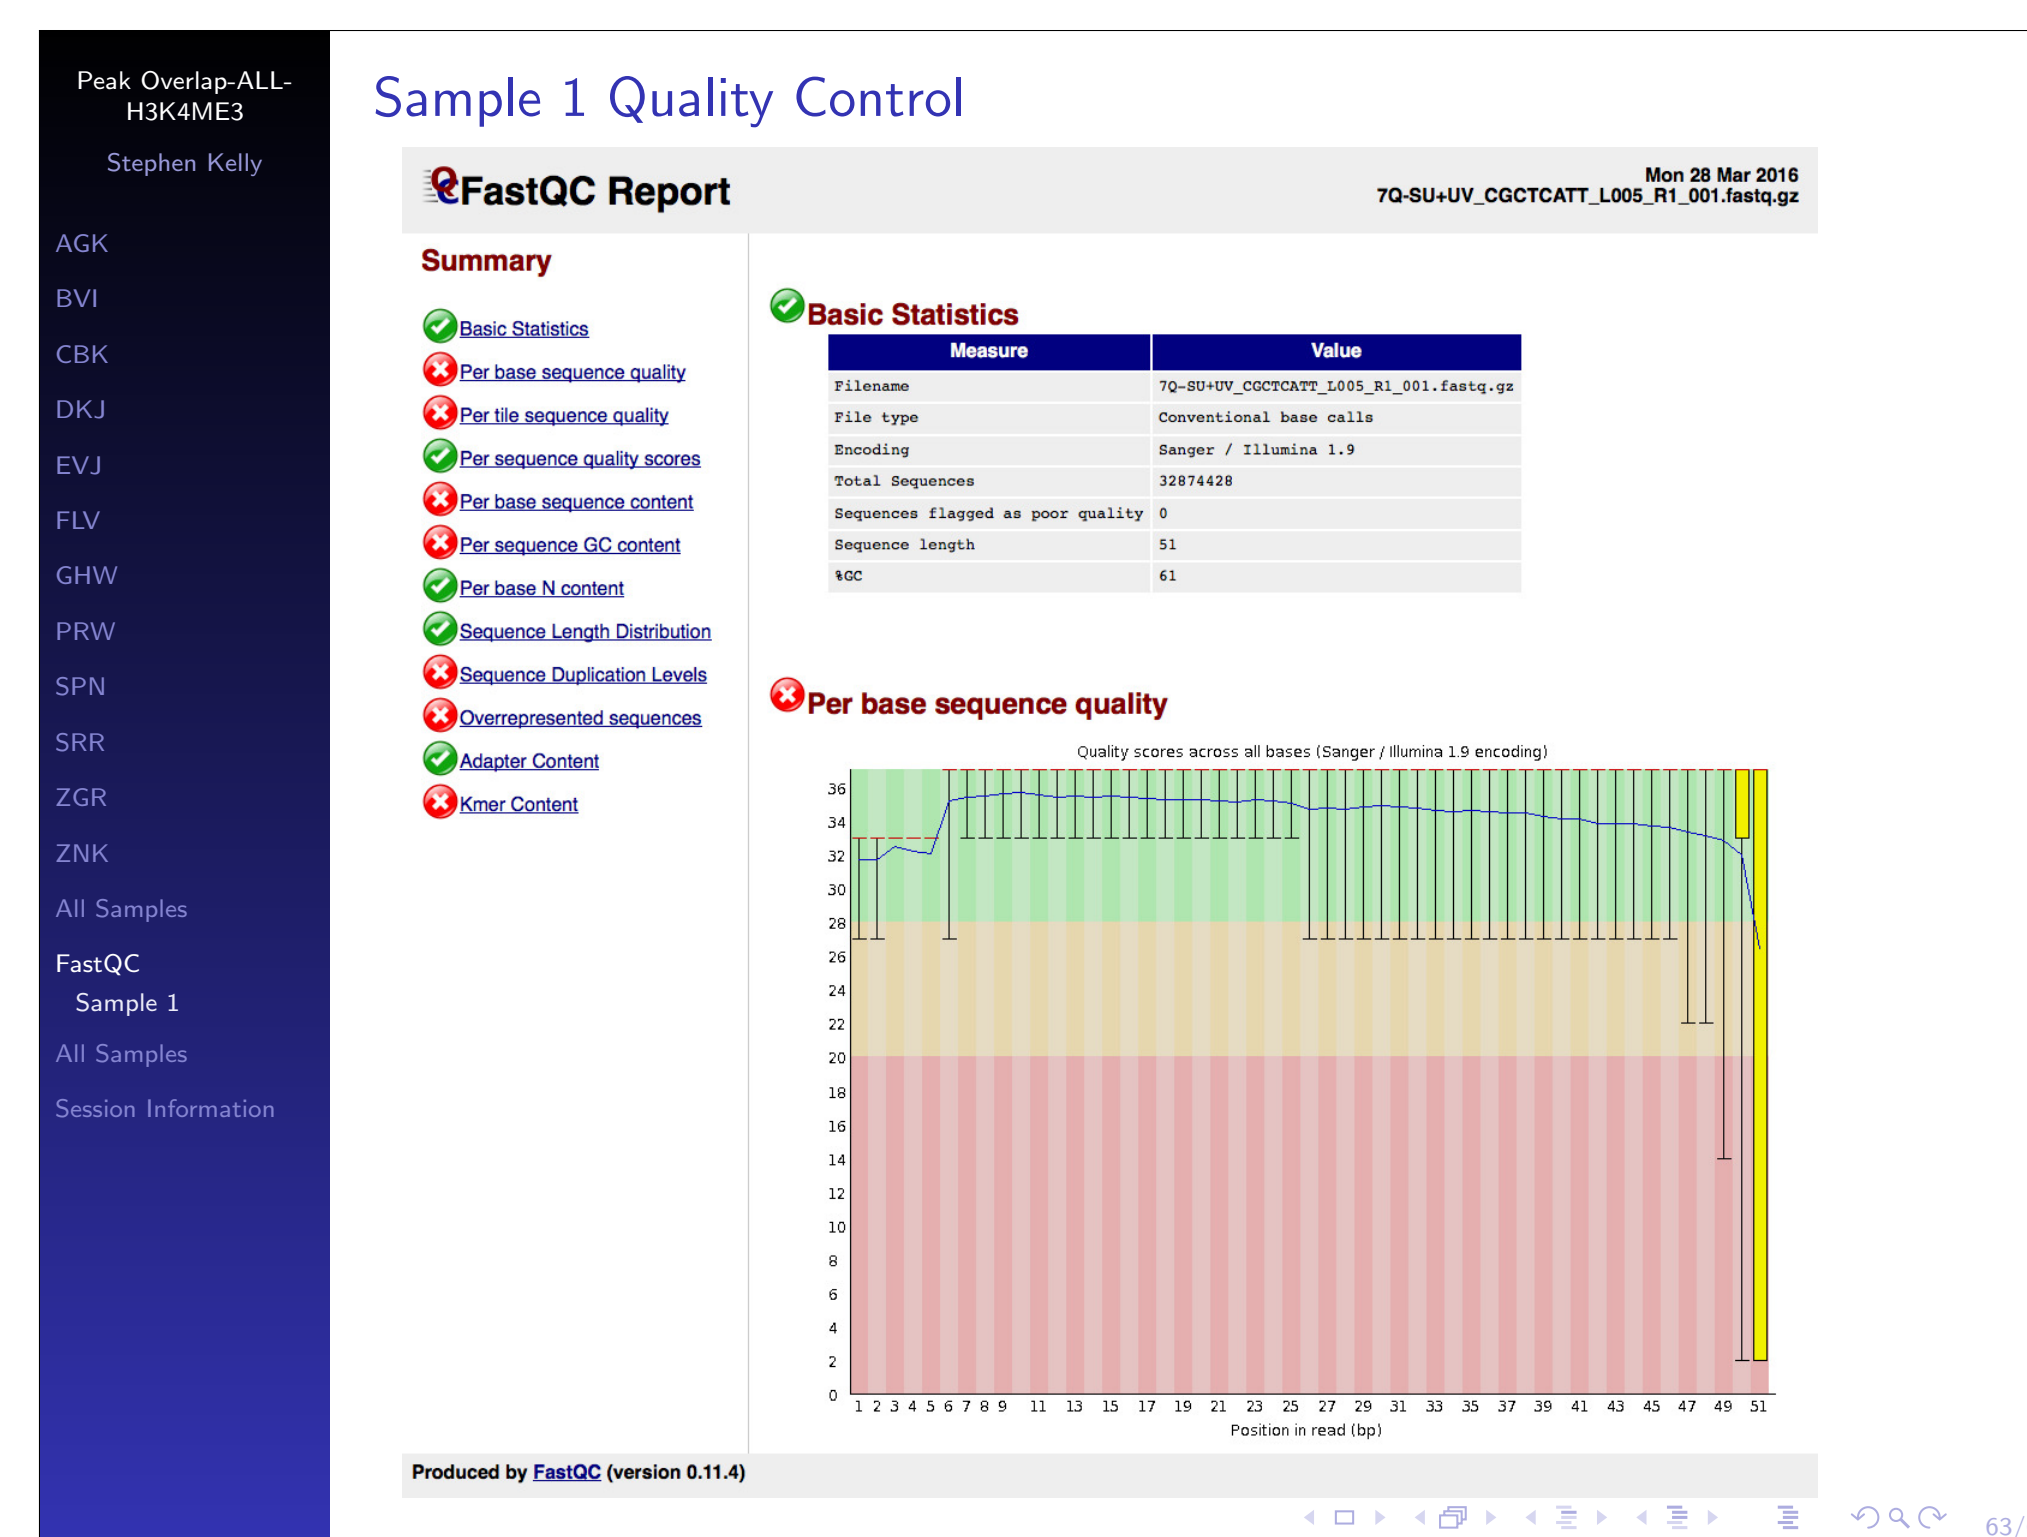 Peak Overlap-ALL-
H3K4ME3
Stephen Kelly
AGK
BVI
CBK
DKJ
EVJ
FLV
GHW
PRW
SPN
SRR
ZGR
ZNK
All Samples
FastQC
Sample 1
All Samples
Session Information
Sample 1 Quality Control
FastQC Report
Mon 28 Mar 2016
7Q-SU+UV_CGCTCATT_L005_R1_001.fastq.gz
Summary
Basic Statistics
Per base sequence quality
Per tile sequence quality
Per sequence quality scores
Per base sequence content
Per sequence GC content
Per base N content
Sequence Length Distribution
Sequence Duplication Levels
Overrepresented sequences
Adapter Content
Kmer Content
Basic Statistics
Measure Value
Filename 7Q-SU+UV_CGCTCATT_L005_R1_001.fastq.gz
File type Conventional base calls
Encoding Sanger / Illumina 1.9
Total Sequences 32874428
Sequences flagged as poor quality 0
Sequence length 51
%GC 61
Per base sequence quality
Quality scores across all bases (Sanger / Illumina 1.9 encoding)
36
34
32
30
28
26
24
22
20
18
16
14
12
10
8
6
4
2
0
1 2 3 4 5 6 7 8 9 11 13 15 17 19 21 23 25 27 29 31 33 35 37 39 41 43 45 47 49 51
Position in read (bp)
Produced by FastQC (version 0.11.4)
63/